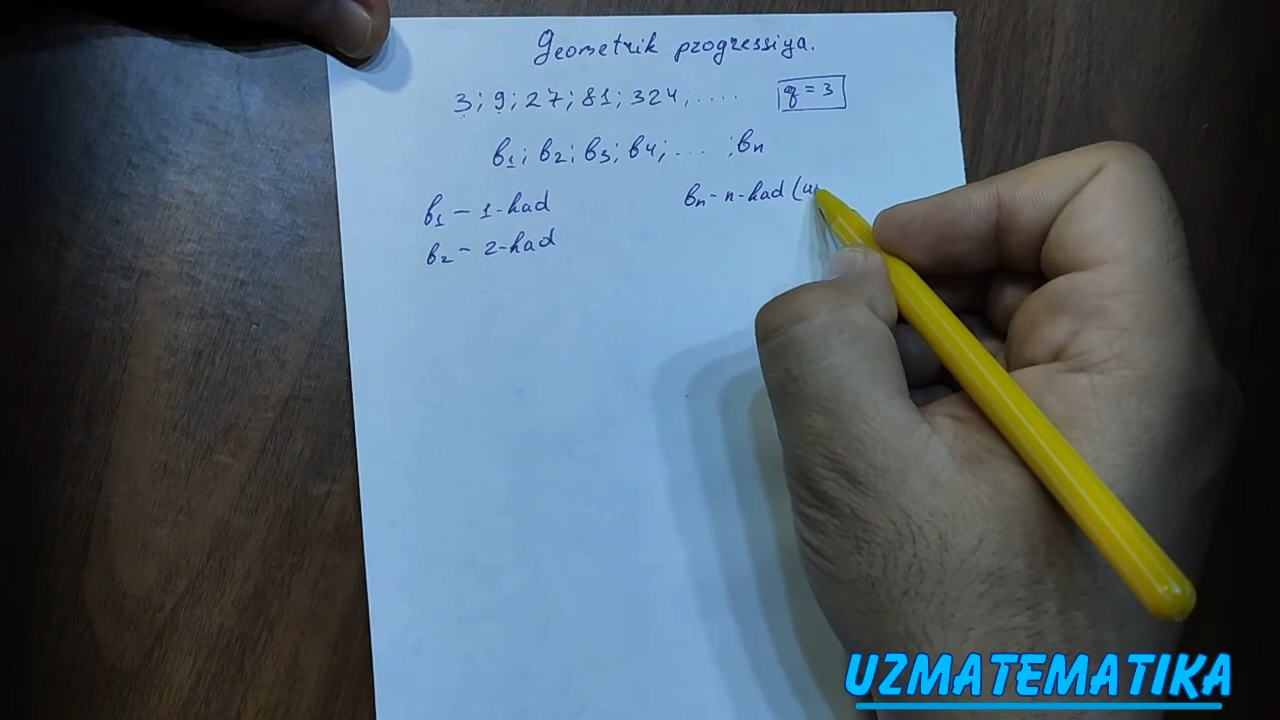 Geometrik progressiya.
3; 9; 27; 81; 324; .... q = 3
b1; b2; b3; b4; ... ; bn
b1 - 1-had bn - n-had (u
b2 - 2-had
UZMATEMATIKA